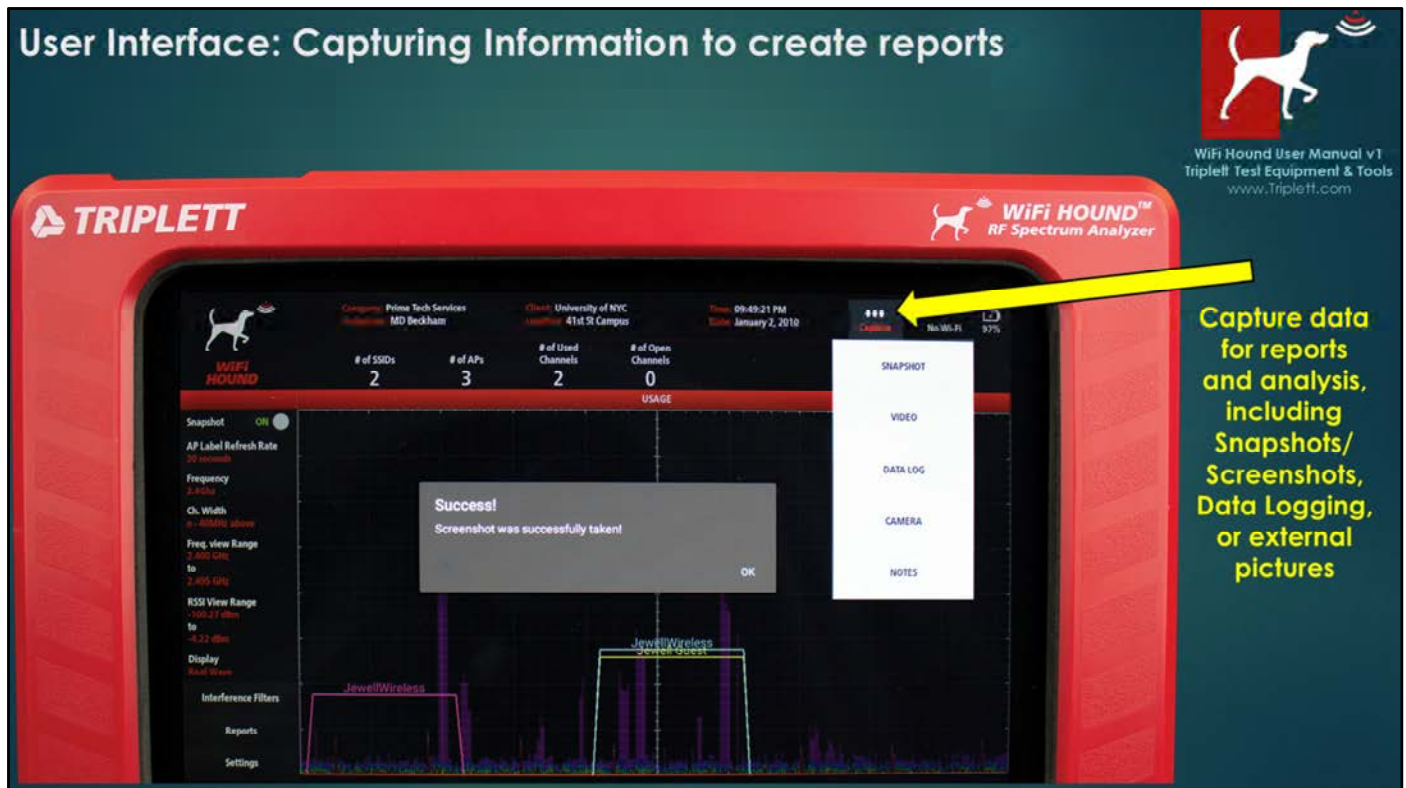 User Interface: Capturing Information to create reports
WiFi Hound User Manual v1
Triplett Test Equipment & Tools
www.Triplett.com
TRIPLETT
WiFi HOUND™
RF Spectrum Analyzer
WiFi
HOUND
Company: Prime Tech Services
MD Beckham
Client: University of NYC
Location: 41st St Campus
Time: 09:49:21 PM
Date: January 2, 2010
Capture
No Wi-Fi
97%
# of SSIDs
2
# of APs
3
# of Used
Channels
2
# of Open
Channels
0
USAGE
SNAPSHOT
VIDEO
DATA LOG
CAMERA
NOTES
Snapshot ON
AP Label Refresh Rate
20 seconds
Frequency
2.4Ghz
Ch. Width
n - 40MHz above
Freq. view Range
2.400 GHz
to
2.495 GHz
RSSI View Range
-100.27 dBm
to
-4.22 dBm
Display
Real Wave
Interference Filters
Reports
Settings
Success!
Screenshot was successfully taken!
OK
JewellWireless
Jewell Guest
JewellWireless
Capture data
for reports
and analysis,
including
Snapshots/
Screenshots,
Data Logging,
or external
pictures